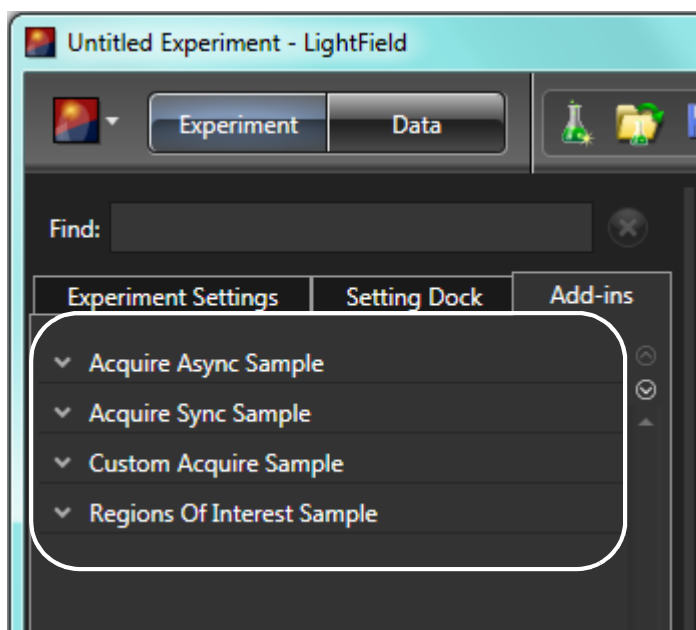 Untitled Experiment - LightField
Experiment Data
Find:
Experiment Settings Setting Dock Add-ins
Acquire Async Sample
Acquire Sync Sample
Custom Acquire Sample
Regions Of Interest Sample